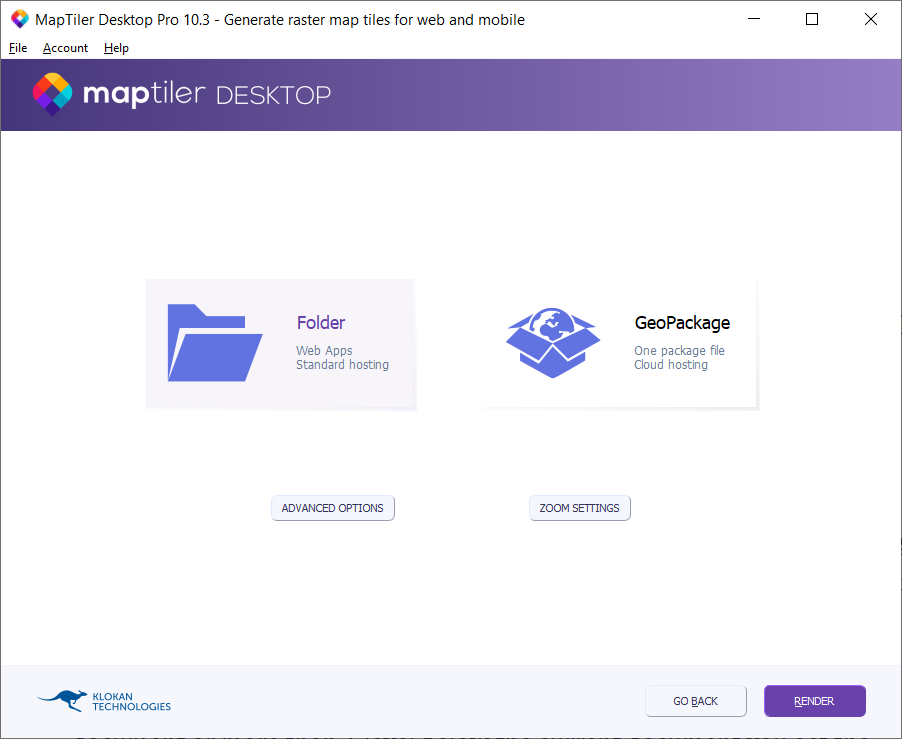 MapTiler Desktop Pro 10.3 - Generate raster map tiles for web and mobile
File Account Help
maptiler DESKTOP
Folder
Web Apps
Standard hosting
GeoPackage
One package file
Cloud hosting
ADVANCED OPTIONS ZOOM SETTINGS
KLOKAN
TECHNOLOGIES
GO BACK RENDER